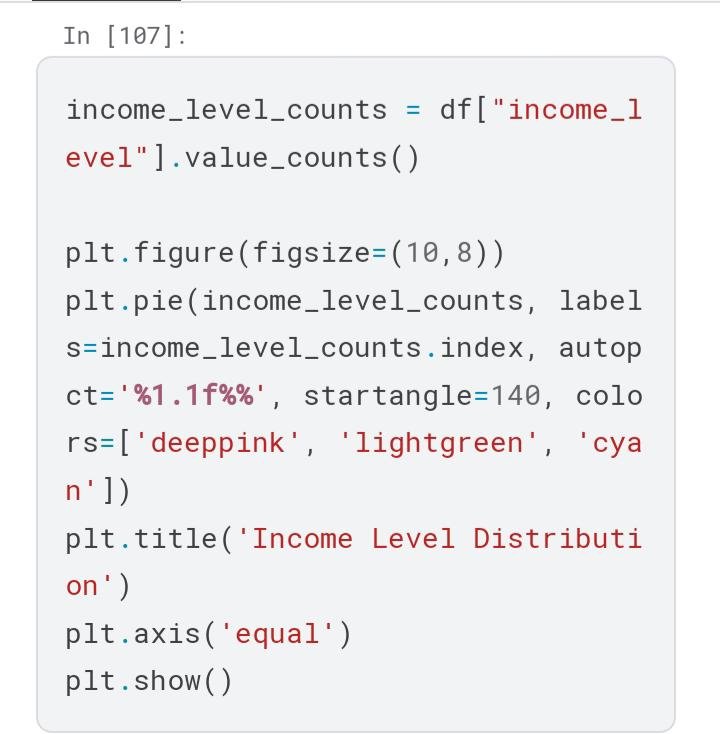 In [107]:
income_level_counts = df["income_l
evel"].value_counts()
plt.figure(figsize=(10,8))
plt.pie(income_level_counts, label
s=income_level_counts.index, autop
ct='%1.1f%%', startangle=140, colo
rs=['deeppink', 'lightgreen', 'cya
n'])
plt.title('Income Level Distributi
on')
plt.axis('equal')
plt.show()